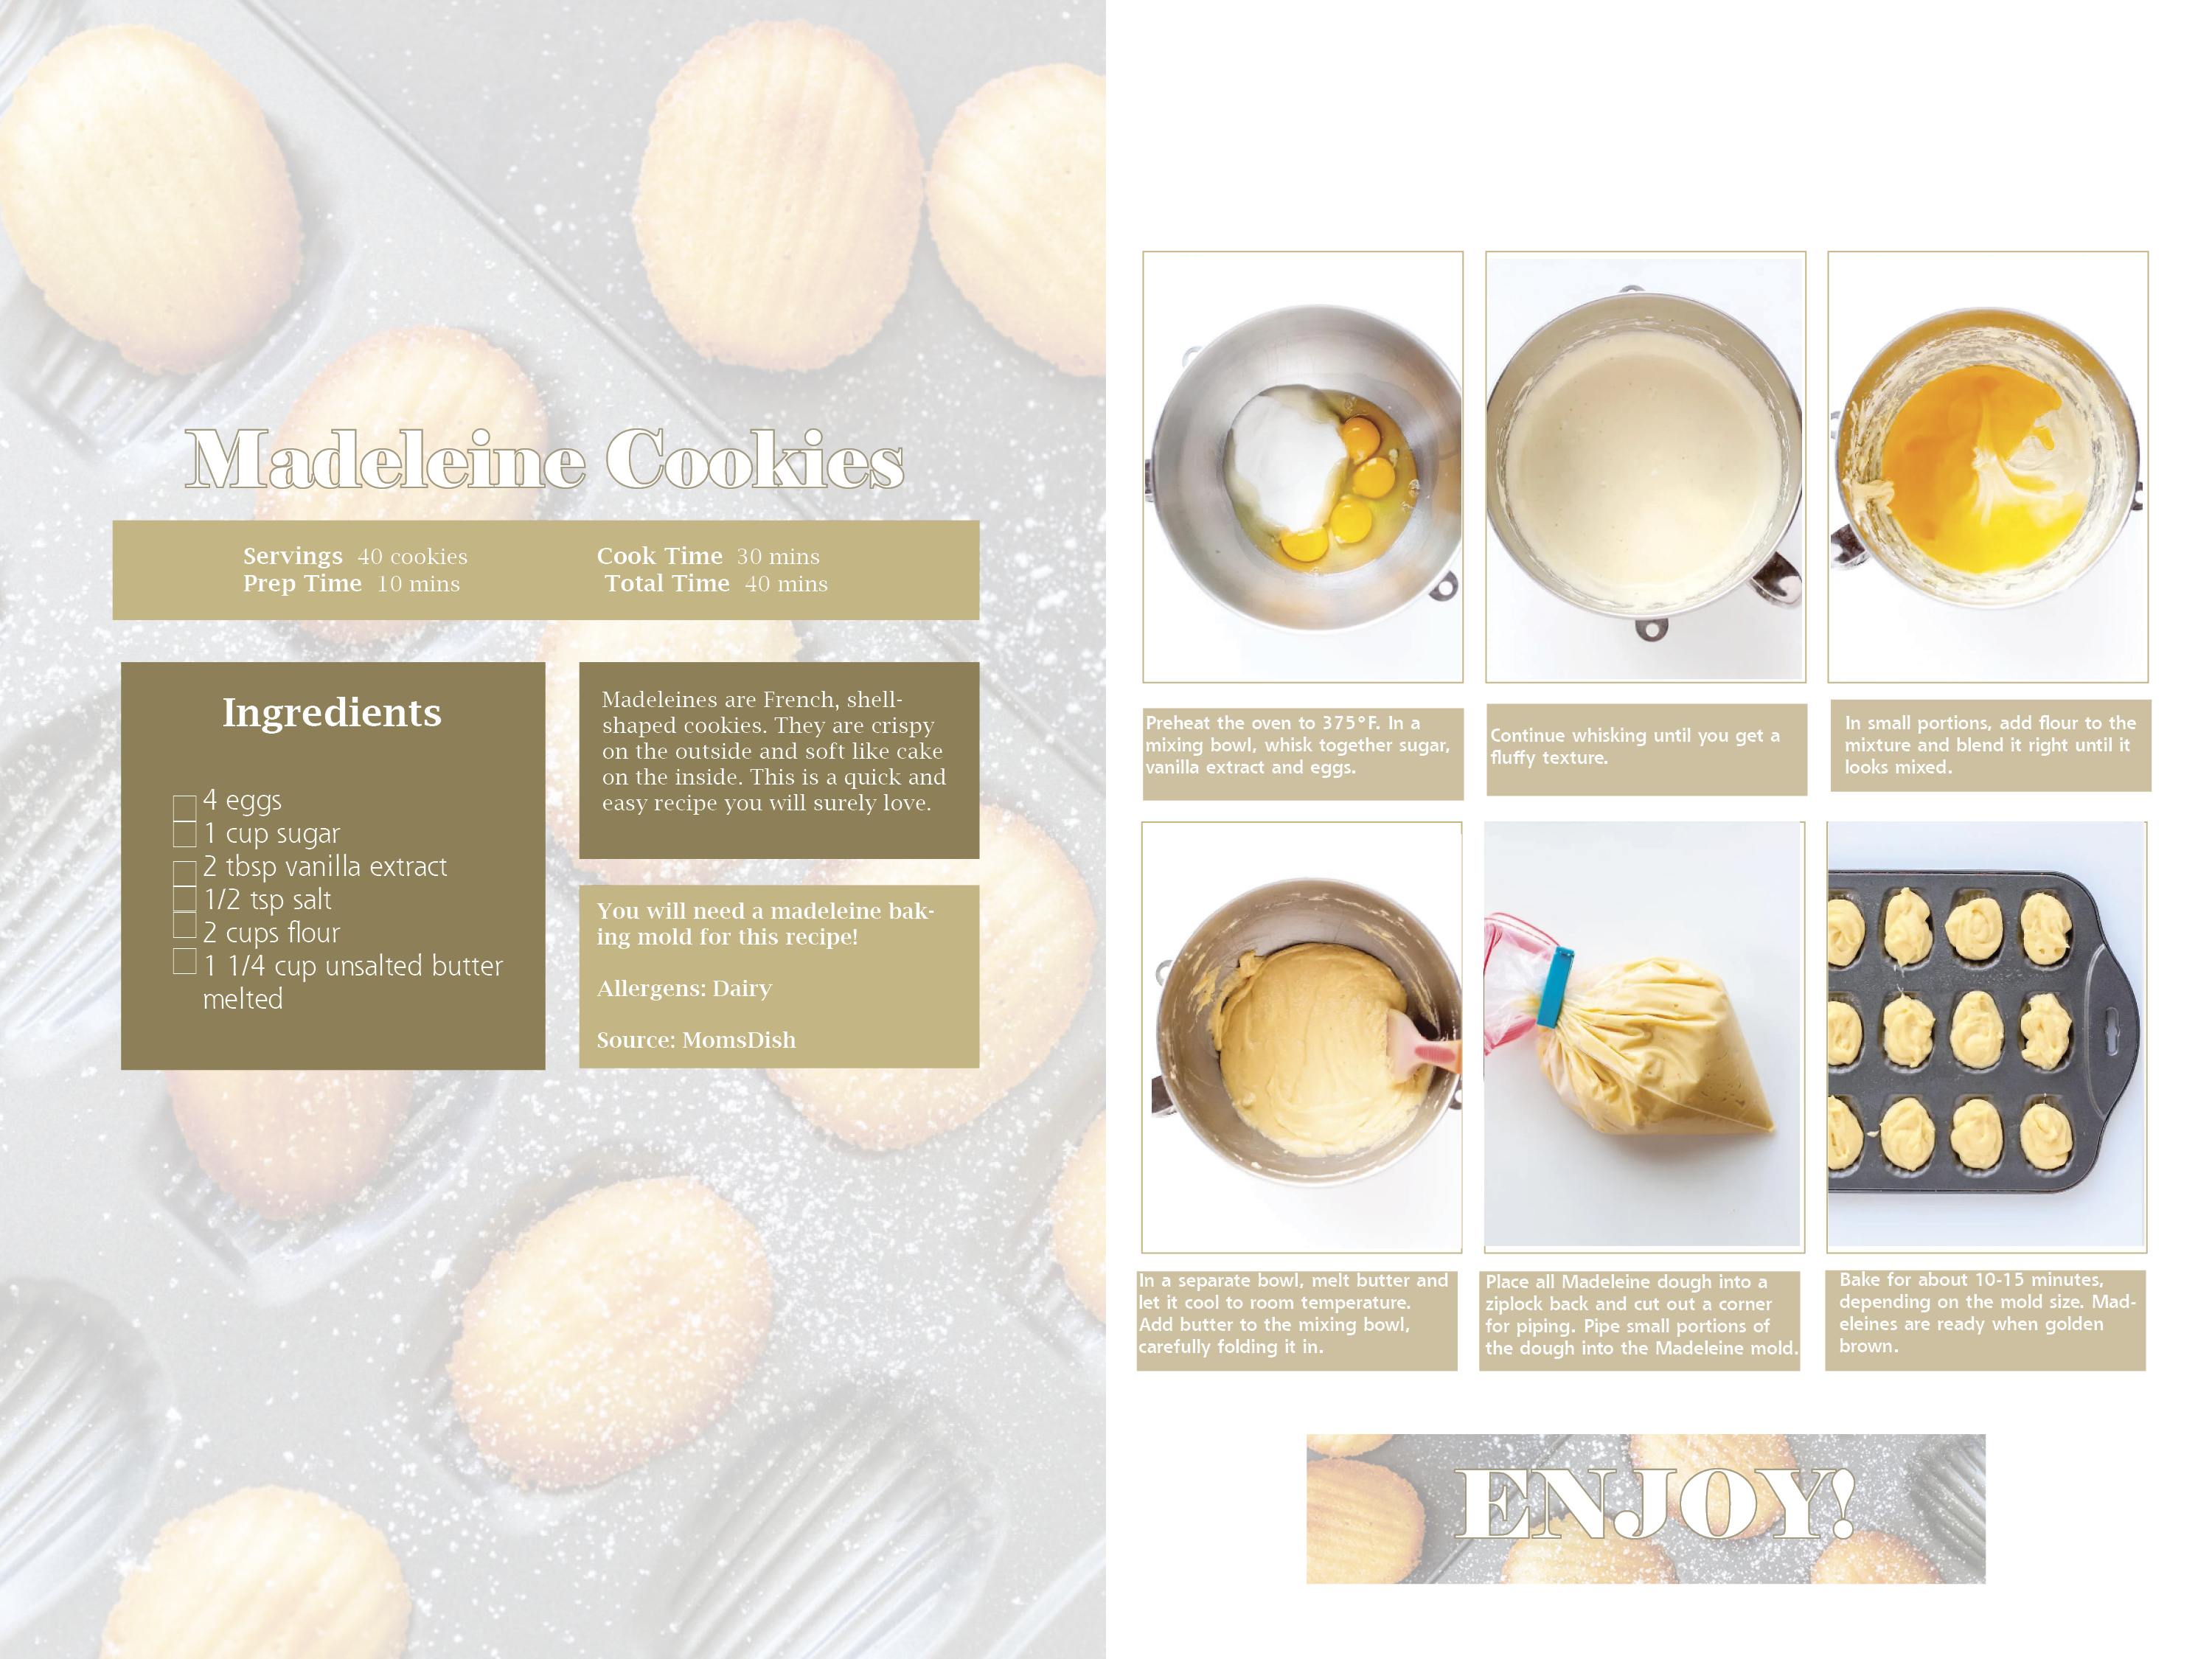 Madeleine Cookies
Servings 40 cookies
Prep Time 10 mins
Cook Time 30 mins
Total Time 40 mins
Ingredients
4 eggs
1 cup sugar
2 tbsp vanilla extract
1/2 tsp salt
2 cups flour
1 1/4 cup unsalted butter
melted
Madeleines are French, shell-
shaped cookies. They are crispy
on the outside and soft like cake
on the inside. This is a quick and
easy recipe you will surely love.
You will need a madeleine bak-
ing mold for this recipe!
Allergens: Dairy
Source: MomsDish
Preheat the oven to 375°F. In a
mixing bowl, whisk together sugar,
vanilla extract and eggs.
Continue whisking until you get a
fluffy texture.
In small portions, add flour to the
mixture and blend it right until it
looks mixed.
In a separate bowl, melt butter and
let it cool to room temperature.
Add butter to the mixing bowl,
carefully folding it in.
Place all Madeleine dough into a
ziplock back and cut out a corner
for piping. Pipe small portions of
the dough into the Madeleine mold.
Bake for about 10-15 minutes,
depending on the mold size. Mad-
eleines are ready when golden
brown.
ENJOY!